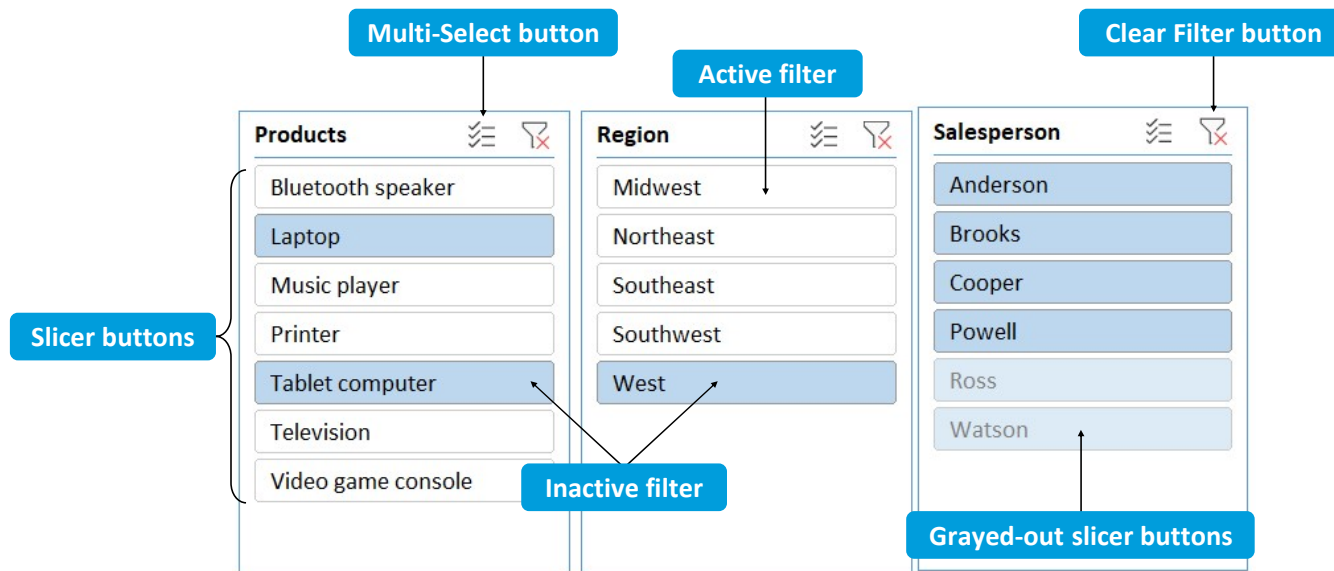 Multi-Select button
Clear Filter button
Active filter
Products
Region
Salesperson
Bluetooth speaker
Laptop
Music player
Printer
Tablet computer
Television
Video game console
Midwest
Northeast
Southeast
Southwest
West
Anderson
Brooks
Cooper
Powell
Ross
Watson
Slicer buttons
Inactive filter
Grayed-out slicer buttons